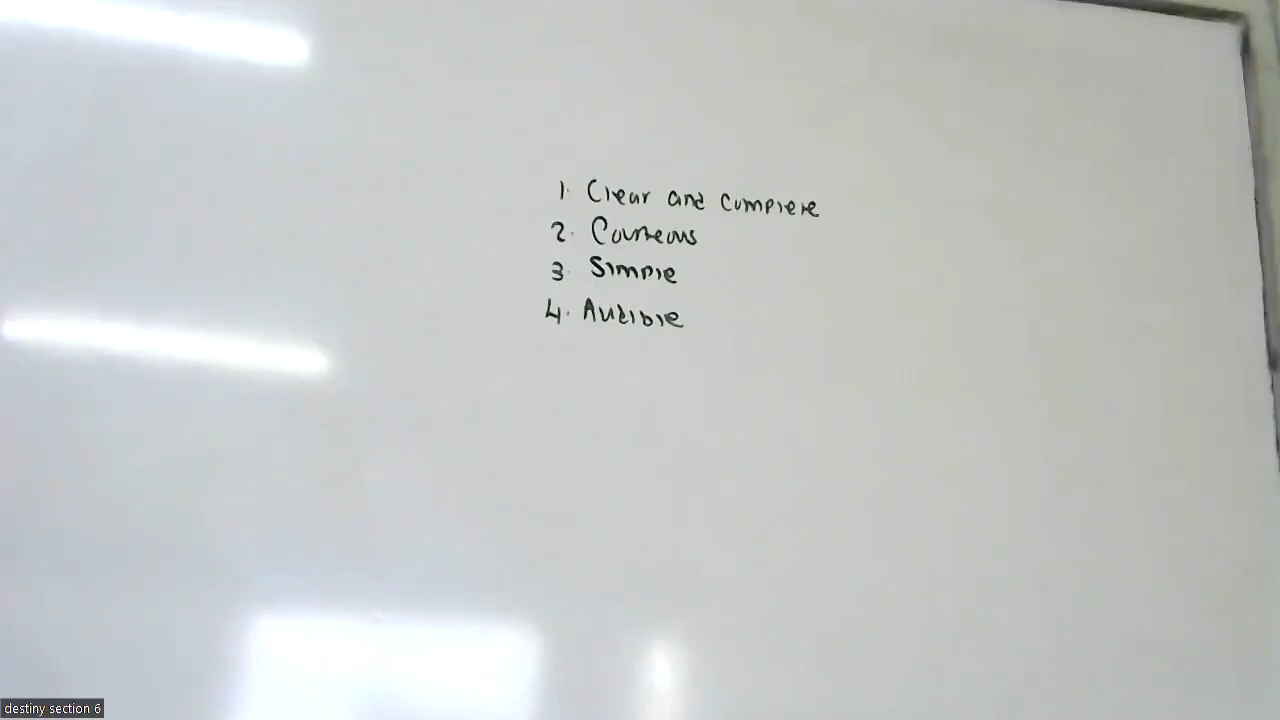 1. Clear and complete
2. Courteous
3 Simple
4. Audible
destiny section 6